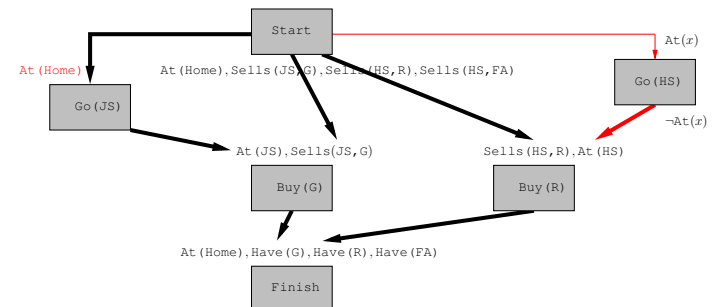 Start
At(x)
At(Home)
At(Home),Sells(JS,G),Sells(HS,R),Sells(HS,FA)
Go(HS)
Go(JS)
¬At(x)
At(JS),Sells(JS,G)
Sells(HS,R),At(HS)
Buy(G)
Buy(R)
At(Home),Have(G),Have(R),Have(FA)
Finish